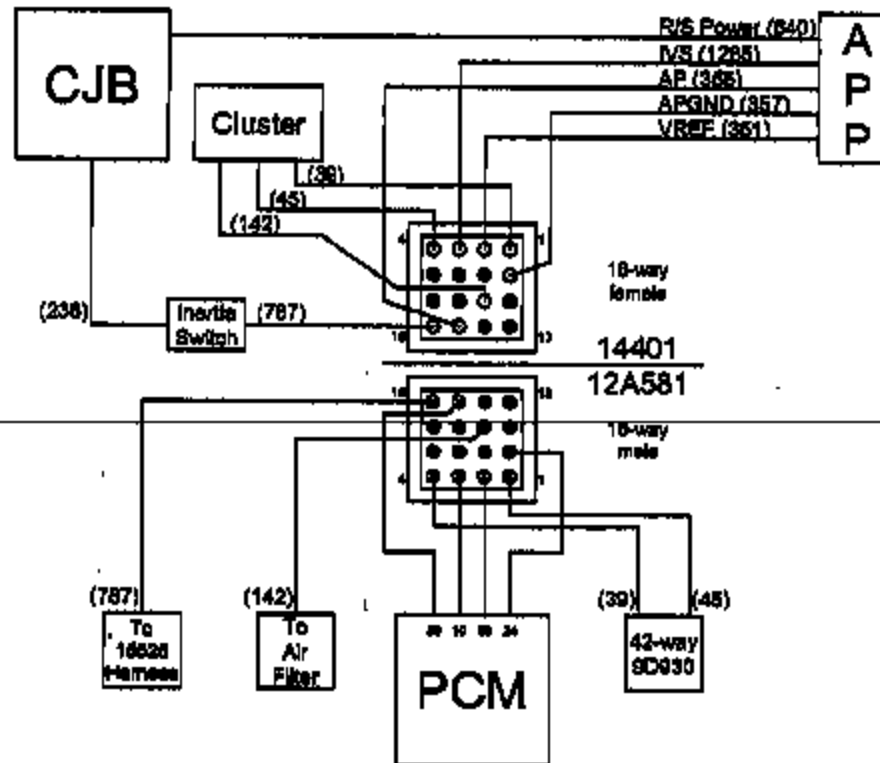 CJB
Cluster
R/S Power (640)
IVS (1285)
AP (355)
APGND (357)
VREF (351)
A
P
P
(39)
(45)
(142)
4
1
16
13
16-way
female
(236)
Inertia
Switch
(787)
14401
12A581
16
13
16-way
male
4
1
(787)
To
Harness
(142)
To
Air
Filter
24
PCM
(39)
(45)
42-way
9D930